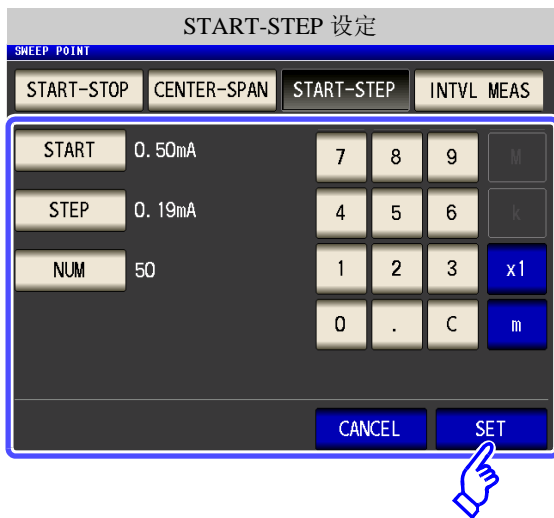 START-STEP 设定
SWEEP POINT
START-STOP CENTER-SPAN START-STEP INTVL MEAS
START 0.50mA 7 8 9 M
STEP 0.19mA 4 5 6 k
NUM 50 1 2 3 x1
0 . C m
CANCEL SET